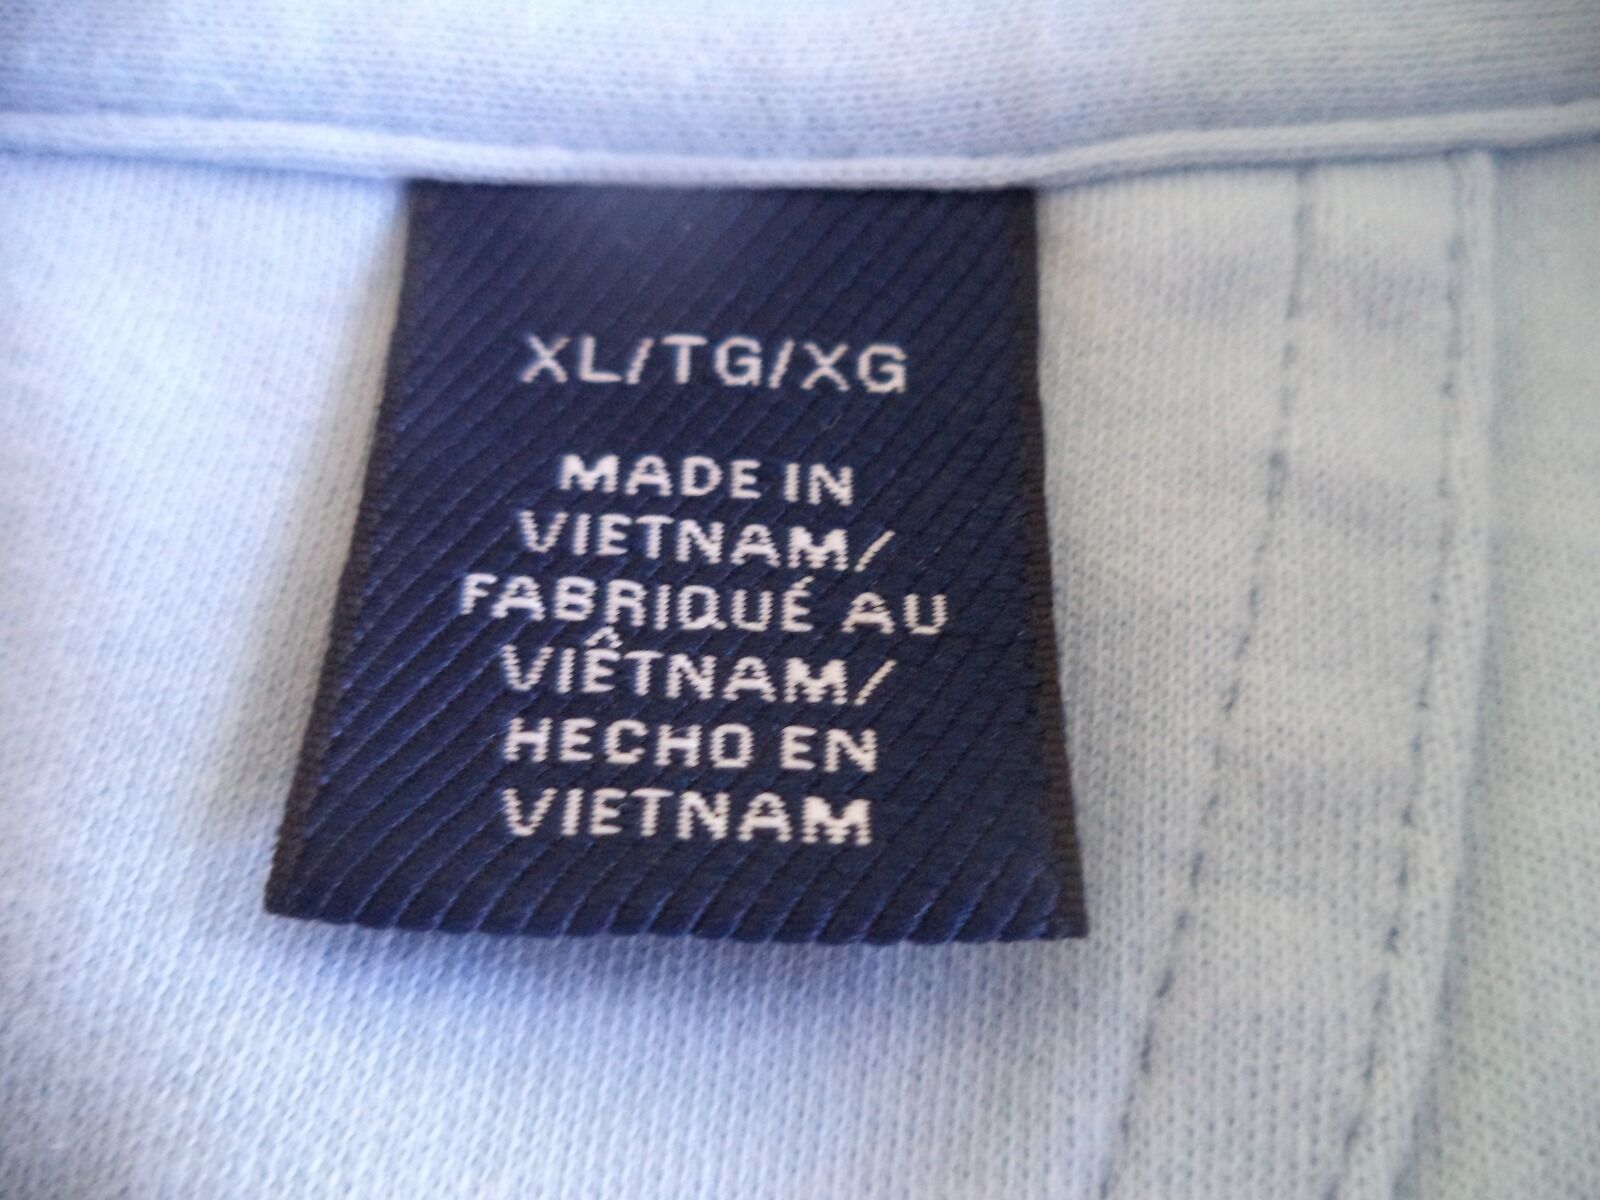 XL/TG/XG
MADE IN
VIETNAM/
FABRIQUÉ AU
VIÊTNAM/
HECHO EN
VIETNAM